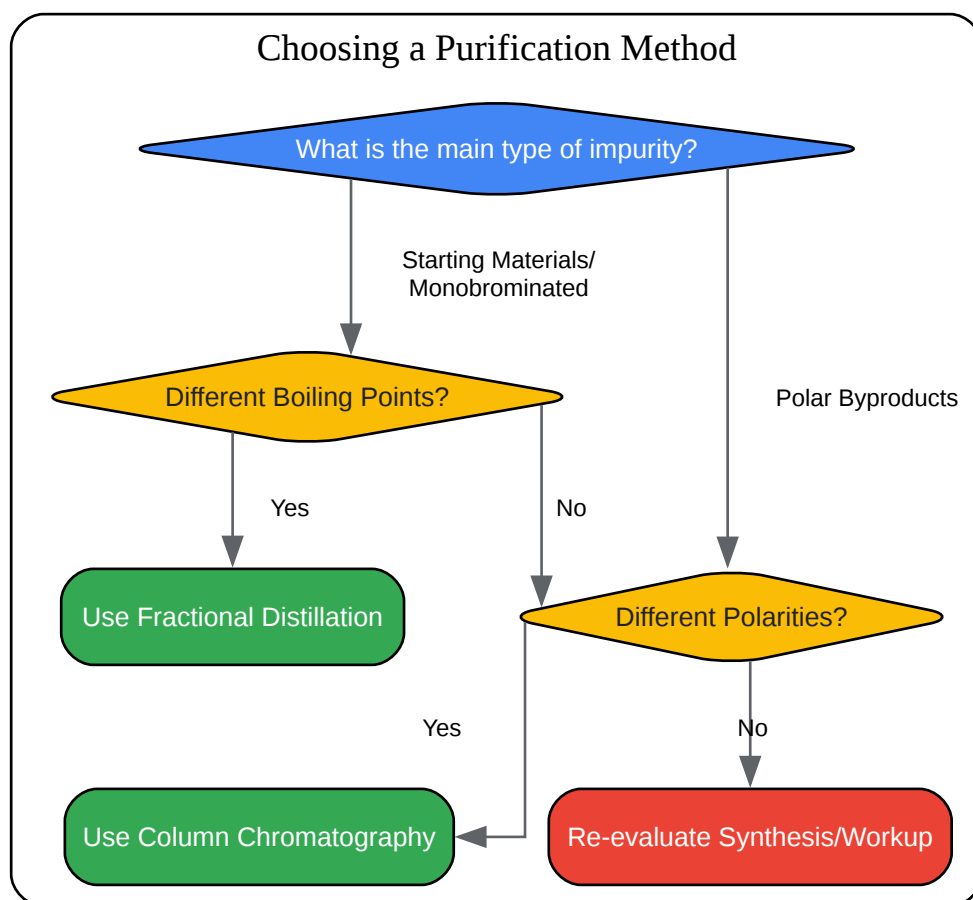 Choosing a Purification Method
What is the main type of impurity?
Starting Materials/
Monobrominated
Different Boiling Points?
Polar Byproducts
Yes
No
Use Fractional Distillation
Different Polarities?
Yes
No
Use Column Chromatography
Re-evaluate Synthesis/Workup